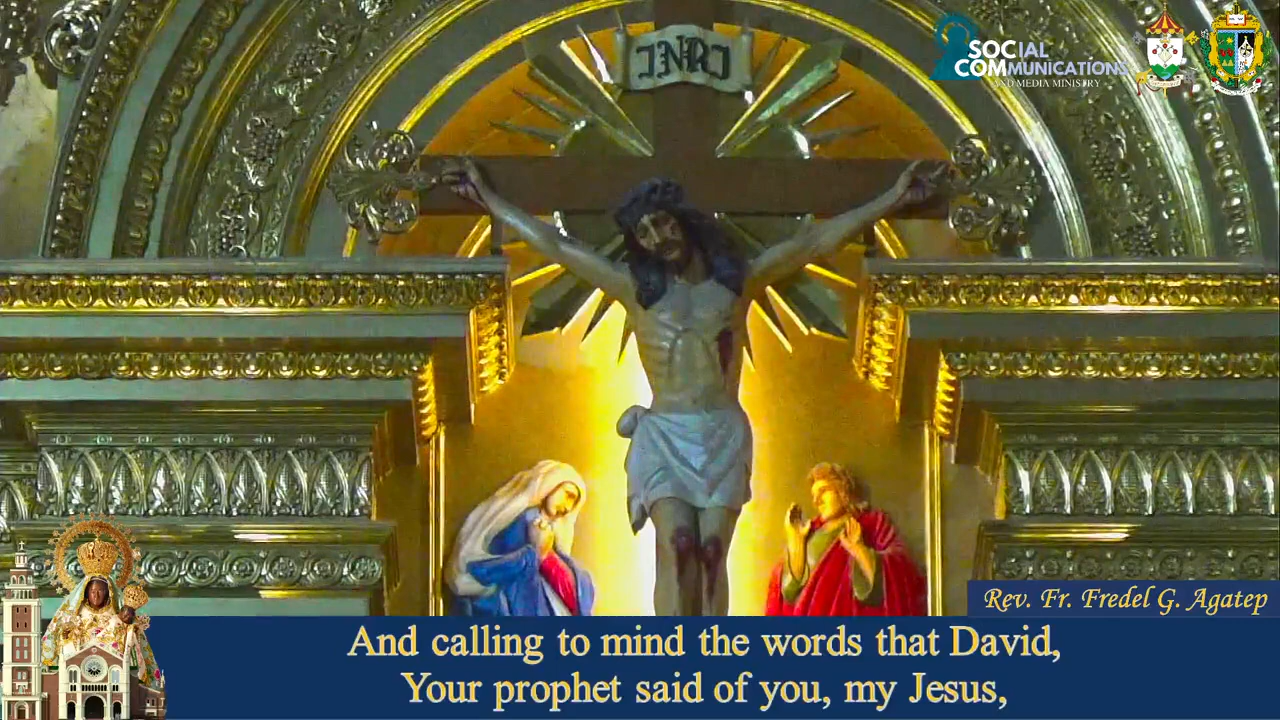 INRI
SOCIAL
COMMUNICATIONS
AND MEDIA MINISTRY
Rev. Fr. Fredel G. Agatep
And calling to mind the words that David,
Your prophet said of you, my Jesus,